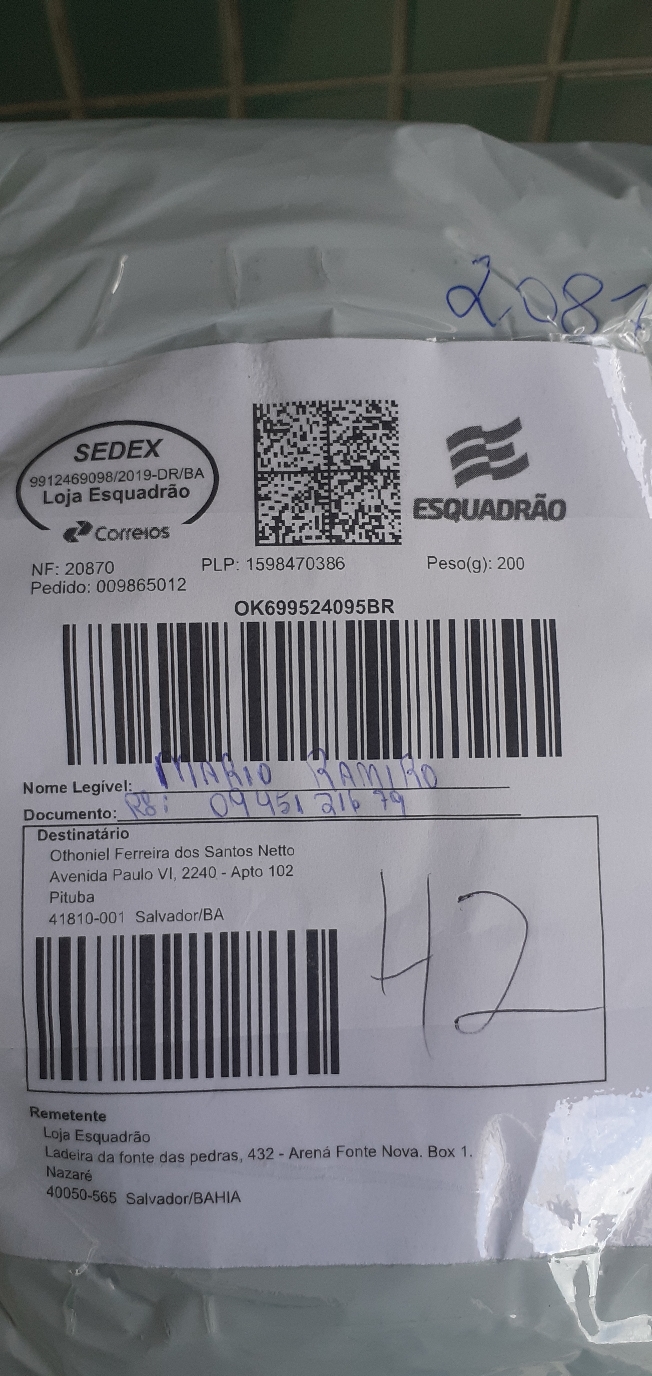 2081
SEDEX
9912469098/2019-DR/BA
Loja Esquadrão
Correios
ESQUADRÃO
NF: 20870
PLP: 1598470386
Peso(g): 200
Pedido: 009865012
OK699524095BR
Nome Legível: MARIO RAMIRO
Documento: 09451216 79
Destinatário
Othoniel Ferreira dos Santos Netto
Avenida Paulo VI, 2240 - Apto 102
Pituba
41810-001 Salvador/BA
42
Remetente
Loja Esquadrão
Ladeira da fonte das pedras, 432 - Arená Fonte Nova. Box 1.
Nazaré
40050-565 Salvador/BAHIA